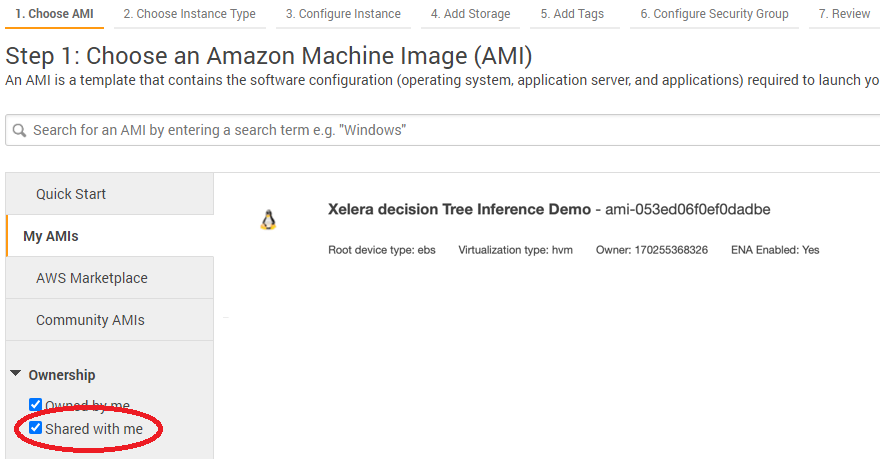 1. Choose AMI 2. Choose Instance Type 3. Configure Instance 4. Add Storage 5. Add Tags 6. Configure Security Group 7. Review
Step 1: Choose an Amazon Machine Image (AMI)
An AMI is a template that contains the software configuration (operating system, application server, and applications) required to launch yo
Search for an AMI by entering a search term e.g. "Windows"
Quick Start
My AMIs
AWS Marketplace
Community AMIs
Ownership
Owned by me
Shared with me
Xelera decision Tree Inference Demo - ami-053ed06f0ef0dadbe
Root device type: ebs Virtualization type: hvm Owner: 170255368326 ENA Enabled: Yes